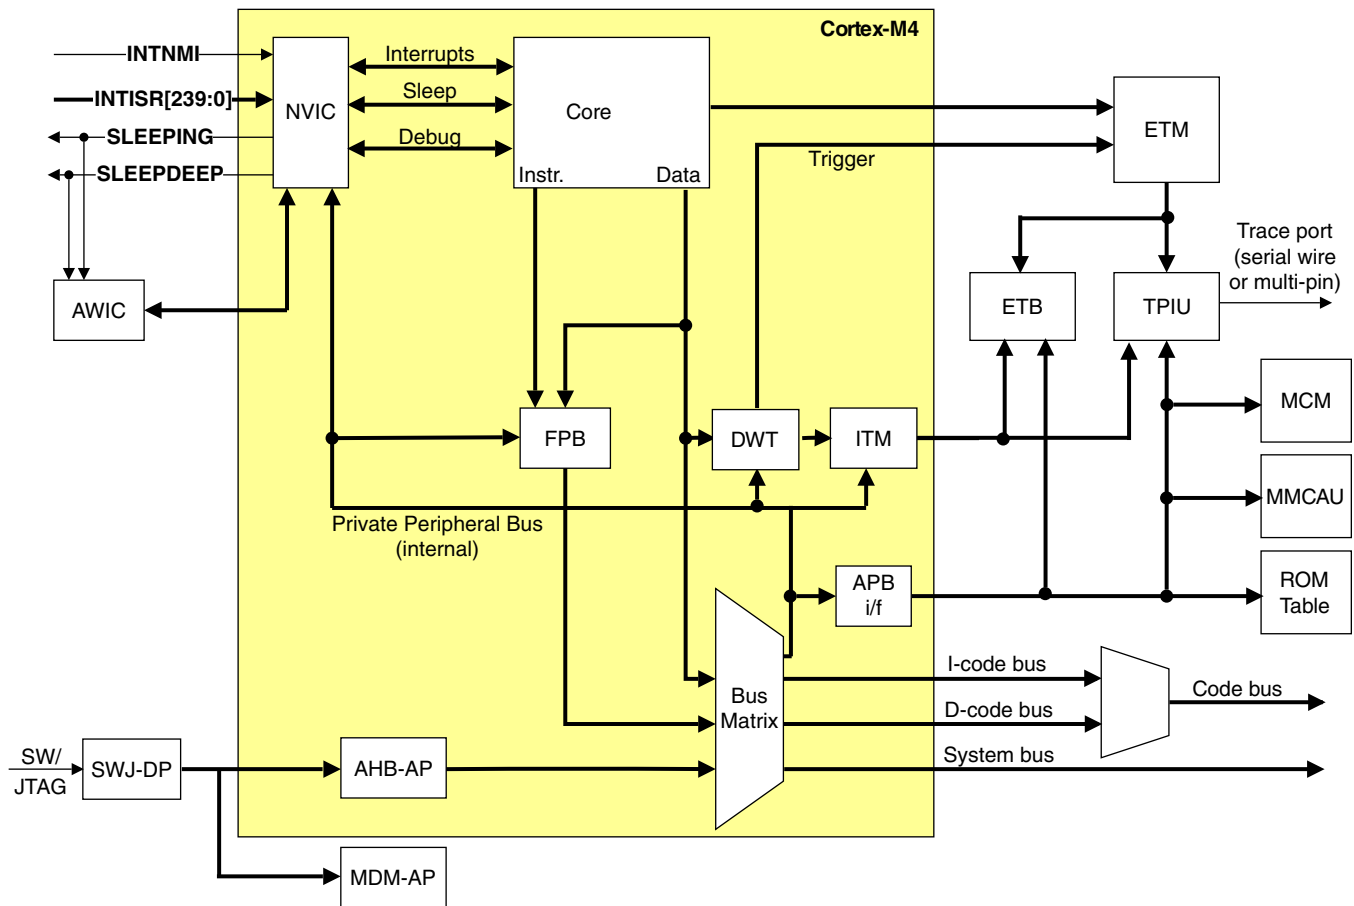 Cortex-M4
INTNMI
INTISR[239:0]
SLEEPING
SLEEPDEEP
NVIC
Interrupts
Sleep
Debug
Core
Instr.
Data
ETM
Trigger
Trace port
(serial wire
or multi-pin)
AWIC
ETB
TPIU
MCM
FPB
DWT
ITM
MMCAU
Private Peripheral Bus
(internal)
APB
i/f
ROM
Table
I-code bus
Bus
Matrix
D-code bus
Code bus
System bus
SW/
JTAG
SWJ-DP
AHB-AP
MDM-AP